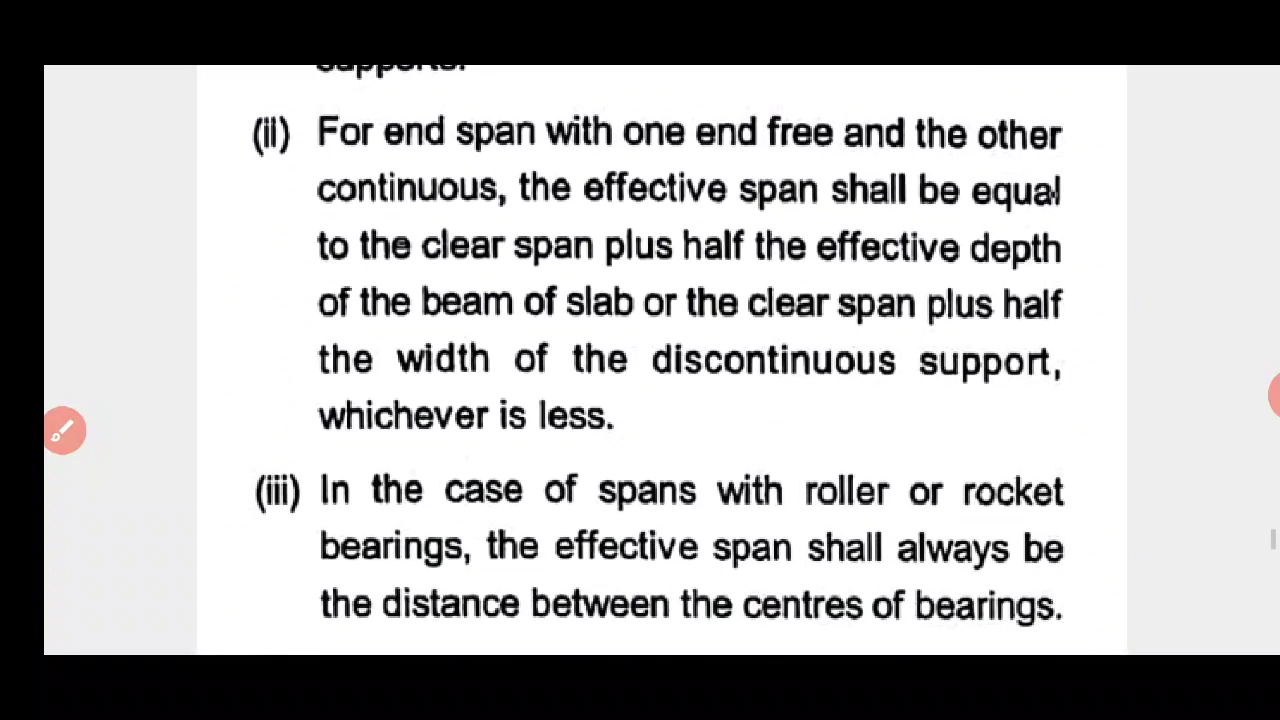 supports.
(ii) For end span with one end free and the other
continuous, the effective span shall be equal
to the clear span plus half the effective depth
of the beam of slab or the clear span plus half
the width of the discontinuous support,
whichever is less.
(iii) In the case of spans with roller or rocket
bearings, the effective span shall always be
the distance between the centres of bearings.